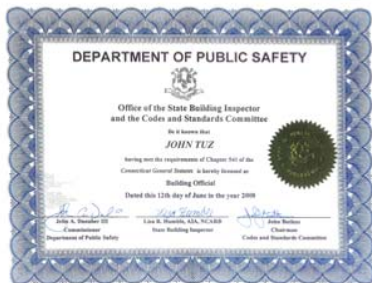 DEPARTMENT OF PUBLIC SAFETY
Office of the State Building Inspector
and the Codes and Standards Committee
Be it known that
JOHN TUZ
having met the requirements of Chapter 541 of the
Connecticut General Statutes is hereby licensed as
Building Official
Dated this 12th day of June in the year 2008
John A. Danaher III
Commissioner
Department of Public Safety
Lisa R. Humble, AIA, NCARB
State Building Inspector
John
Chairman
Codes and Standards Committee